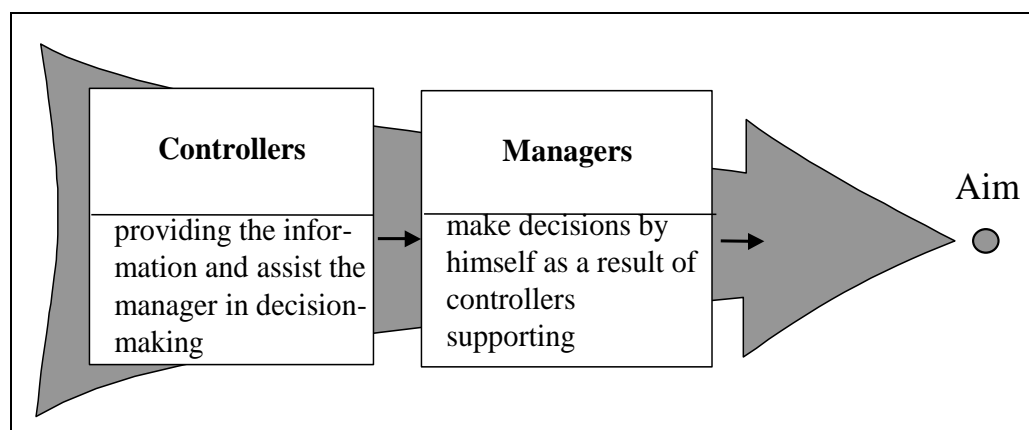 Controllers
providing the infor-
mation and assist the
manager in decision-
making
Managers
make decisions by
himself as a result of
controllers
supporting
Aim